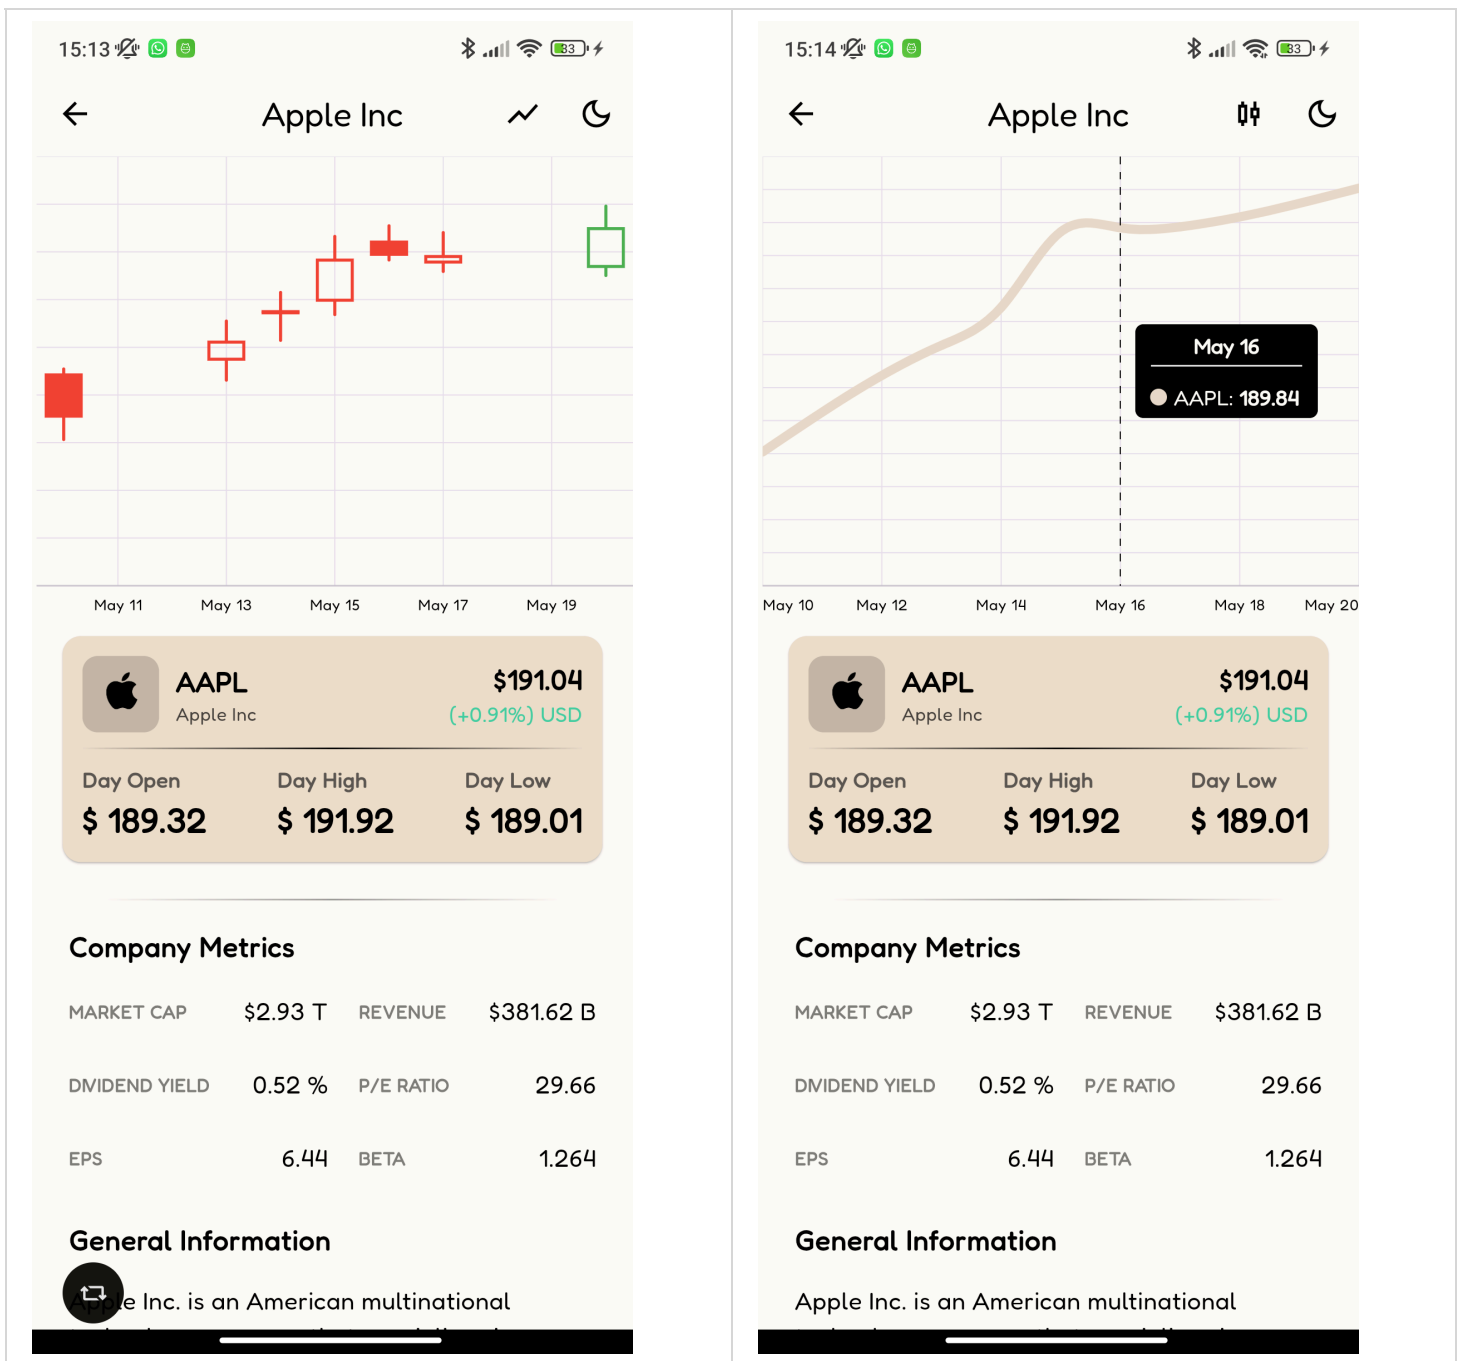 15:13
33
Apple Inc
May 11 May 13 May 15 May 17 May 19
AAPL
$191.04
Apple Inc
(+0.91%) USD
Day Open Day High Day Low
$ 189.32 $ 191.92 $ 189.01
Company Metrics
MARKET CAP $2.93 T REVENUE $381.62 B
DIVIDEND YIELD 0.52 % P/E RATIO 29.66
EPS 6.44 BETA 1.264
General Information
Apple Inc. is an American multinational
15:14
33
Apple Inc
May 16
AAPL: 189.84
May 10 May 12 May 14 May 16 May 18 May 20
AAPL
$191.04
Apple Inc
(+0.91%) USD
Day Open Day High Day Low
$ 189.32 $ 191.92 $ 189.01
Company Metrics
MARKET CAP $2.93 T REVENUE $381.62 B
DIVIDEND YIELD 0.52 % P/E RATIO 29.66
EPS 6.44 BETA 1.264
General Information
Apple Inc. is an American multinational